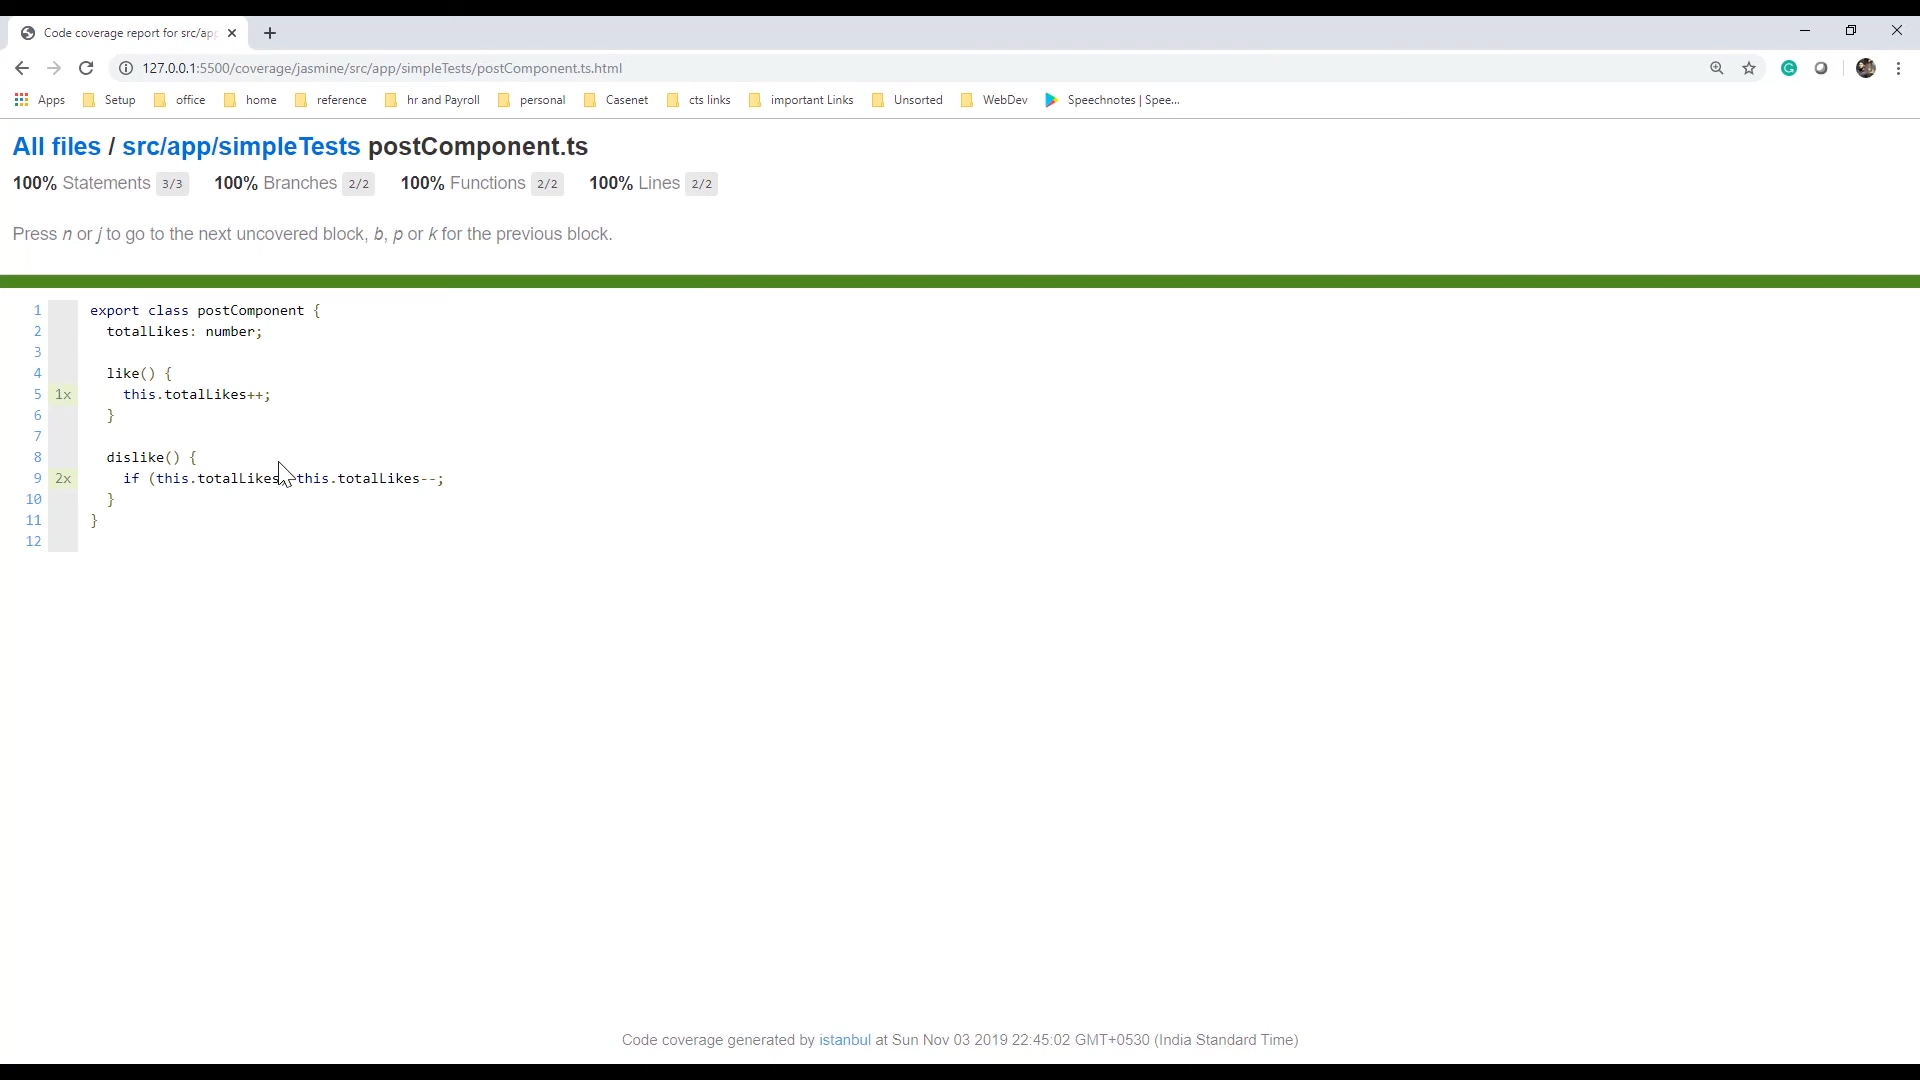 Code coverage report for src/app
127.0.0.1:5500/coverage/jasmine/src/app/simpleTests/postComponent.ts.html
Apps Setup office home reference hr and Payroll personal Casenet cts links important Links Unsorted WebDev Speechnotes | Spee...
All files / src/app/simpleTests postComponent.ts
100% Statements 3/3 100% Branches 2/2 100% Functions 2/2 100% Lines 2/2
Press n or j to go to the next uncovered block, b, p or k for the previous block.
1 export class postComponent {
2 totalLikes: number;
3
4 like() {
5 1x this.totalLikes++;
6 }
7
8 dislike() {
9 2x if (this.totalLikes this.totalLikes--;
10 }
11 }
12
Code coverage generated by istanbul at Sun Nov 03 2019 22:45:02 GMT+0530 (India Standard Time)